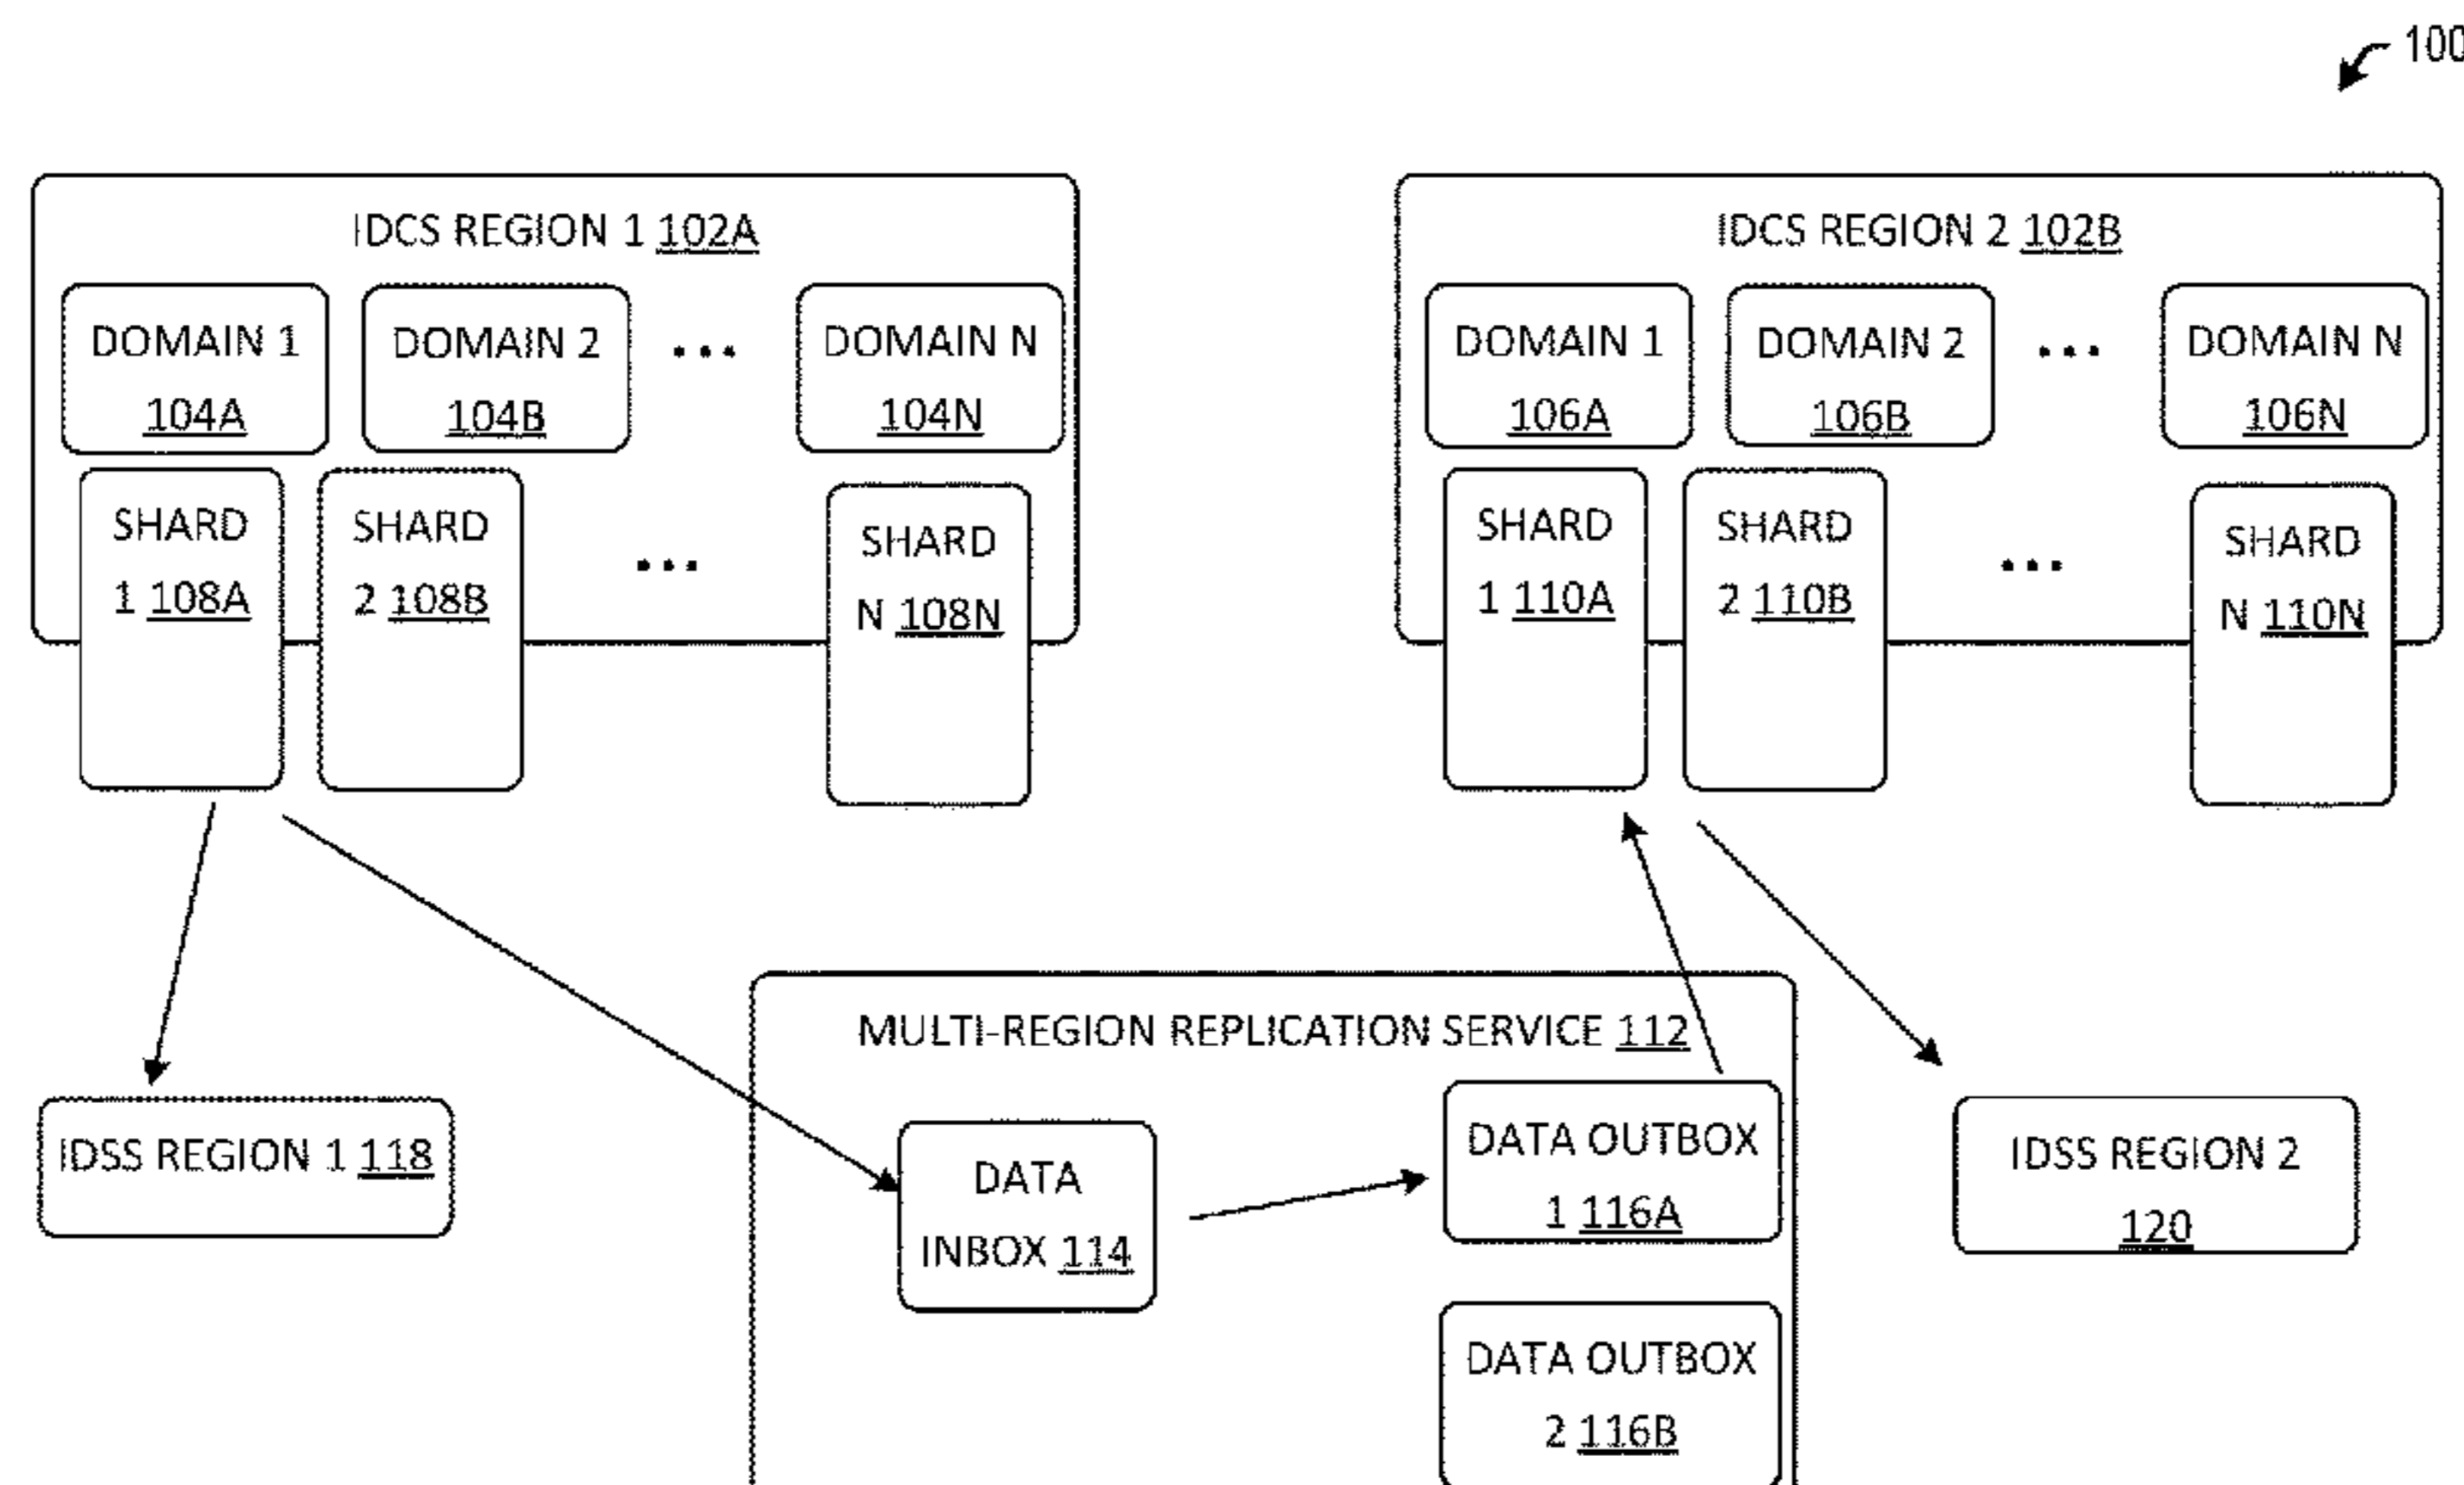 100
IDCS REGION 1 102A
DOMAIN 1
104A
DOMAIN 2
104B
...
DOMAIN N
104N
SHARD
1 108A
SHARD
2 108B
...
SHARD
N 108N
IDCS REGION 2 102B
DOMAIN 1
106A
DOMAIN 2
106B
...
DOMAIN N
106N
SHARD
1 110A
SHARD
2 110B
...
SHARD
N 110N
IDSS REGION 1 118
MULTI-REGION REPLICATION SERVICE 112
DATA
INBOX 114
DATA OUTBOX
1 116A
DATA OUTBOX
2 116B
IDSS REGION 2
120